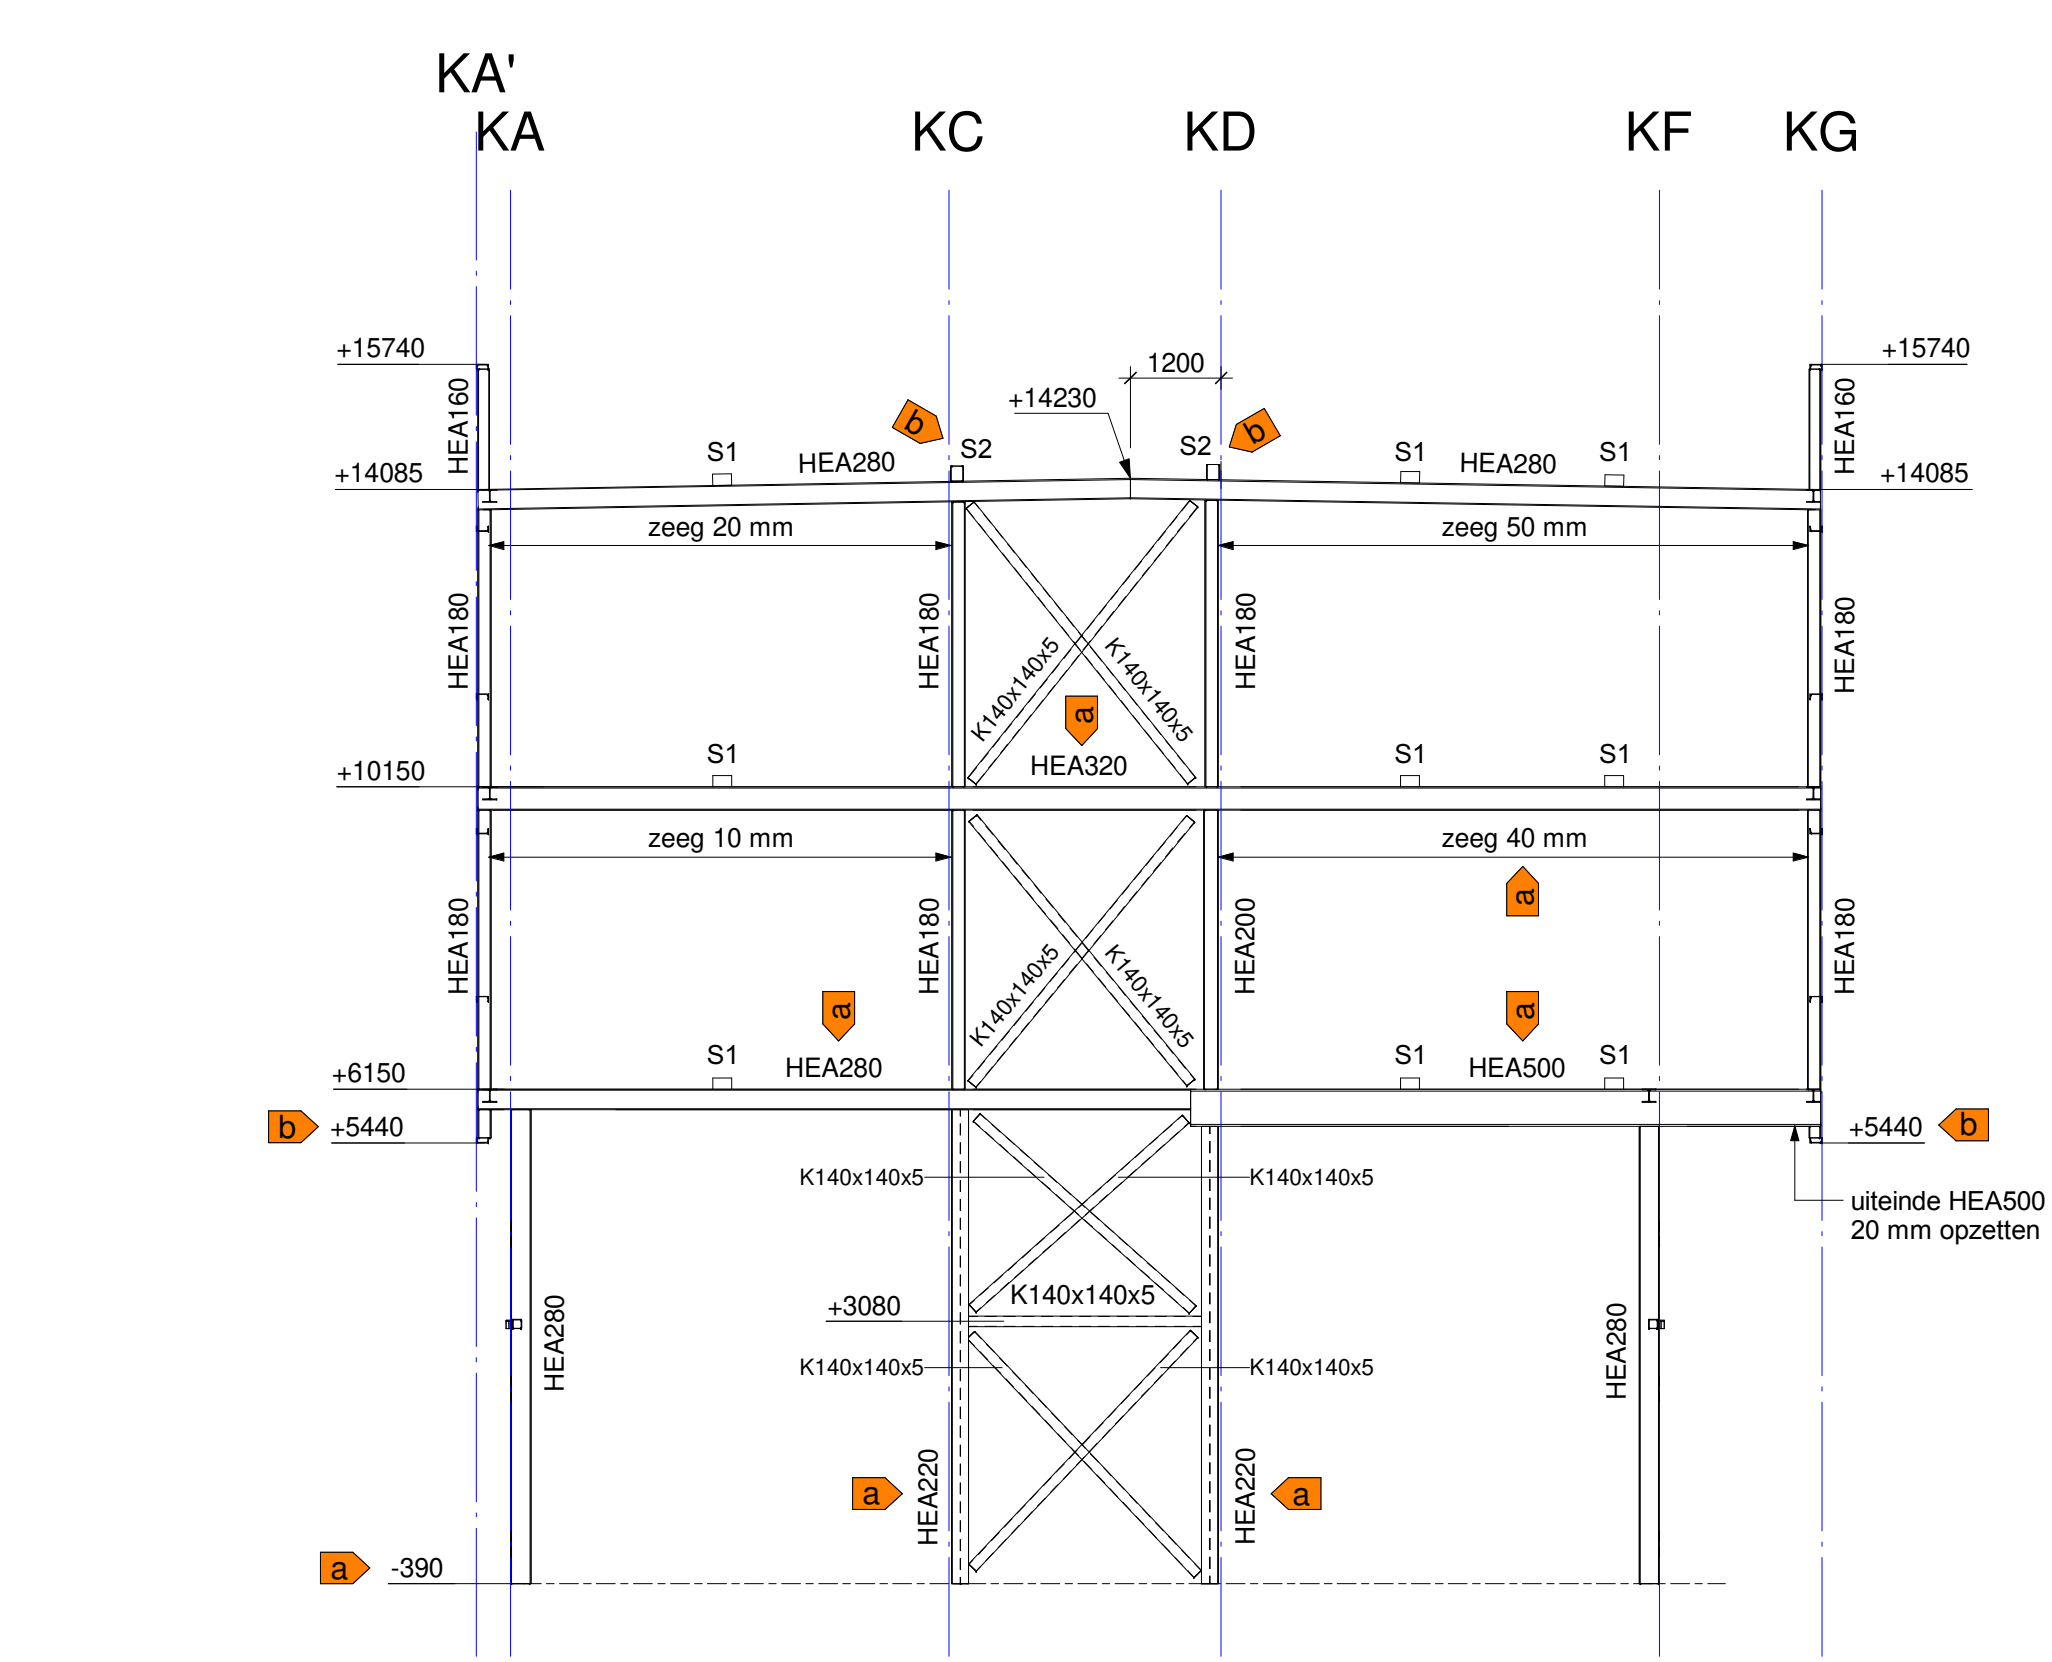 KA'
KA
KC
KD
KF
KG
+15740
1200
+15740
+14230
HEA160
HEA160
b
b
S1
HEA280
S2
S2
S1
HEA280
S1
+14085
+14085
zeeg 20 mm
zeeg 50 mm
HEA180
HEA180
K140x140x5
K140x140x5
HEA180
HEA180
a
S1
HEA320
S1
S1
+10150
zeeg 10 mm
zeeg 40 mm
a
HEA180
HEA180
K140x140x5
K140x140x5
HEA200
HEA180
a
a
S1
HEA280
S1
HEA500
S1
+6150
b
+5440
+5440
b
K140x140x5
K140x140x5
uiteinde HEA500
20 mm opzetten
+3080
K140x140x5
HEA280
HEA280
K140x140x5
K140x140x5
a
HEA220
HEA220
a
a
-390